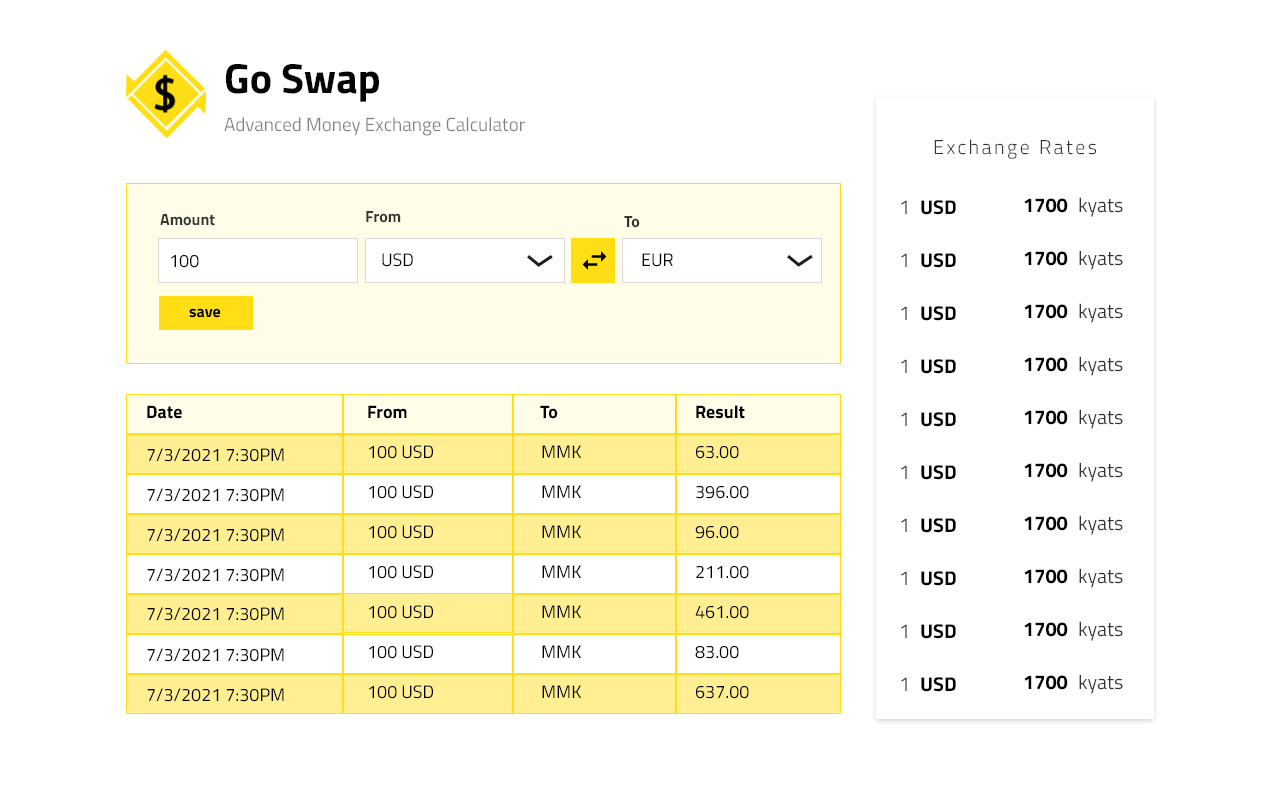 $
Go Swap
Advanced Money Exchange Calculator
Amount From To
100 USD EUR
save
Date From To Result
7/3/2021 7:30PM 100 USD MMK 63.00
7/3/2021 7:30PM 100 USD MMK 396.00
7/3/2021 7:30PM 100 USD MMK 96.00
7/3/2021 7:30PM 100 USD MMK 211.00
7/3/2021 7:30PM 100 USD MMK 461.00
7/3/2021 7:30PM 100 USD MMK 83.00
7/3/2021 7:30PM 100 USD MMK 637.00
Exchange Rates
1 USD 1700 kyats
1 USD 1700 kyats
1 USD 1700 kyats
1 USD 1700 kyats
1 USD 1700 kyats
1 USD 1700 kyats
1 USD 1700 kyats
1 USD 1700 kyats
1 USD 1700 kyats
1 USD 1700 kyats